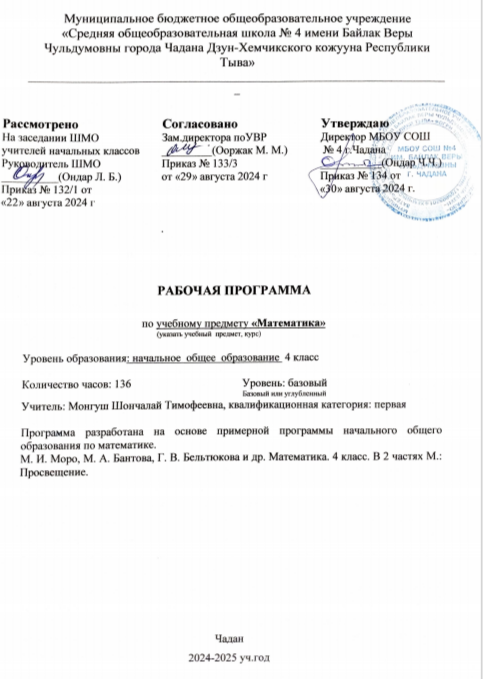 Муниципальное бюджетное общеобразовательное учреждение
«Средняя общеобразовательная школа № 4 имени Байлак Веры
Чульдумовны города Чадана Дзун-Хемчикского кожууна Республики
Тыва»
Рассмотрено
На заседании ШМО
учителей начальных классов
Руководитель ШМО
(Ондар Л. Б.)
Приказ № 132/1 от
«22» августа 2024 г
Согласовано
Зам.директора поУВР
(Ооржак М. М.)
Приказ № 133/3
от «29» августа 2024 г
Утверждаю
Директор МБОУ СОШ
№ 4 г.Чадана
(Ондар Ч.Ч.)
Приказ № 134 от
«30» августа 2024 г.
МБОУ СОШ №4
Г. ЧАДАНА
РАБОЧАЯ ПРОГРАММА
по учебному предмету «Математика»
(указать учебный предмет, курс)
Уровень образования: начальное общее образование 4 класс
Количество часов: 136 Уровень: базовый
Базовый или углубленный
Учитель: Монгуш Шончалай Тимофеевна, квалификационная категория: первая
Программа разработана на основе примерной программы начального общего
образования по математике.
М. И. Моро, М. А. Бантова, Г. В. Бельтюкова и др. Математика. 4 класс. В 2 частях М.:
Просвещение.
Чадан
2024-2025 уч.год